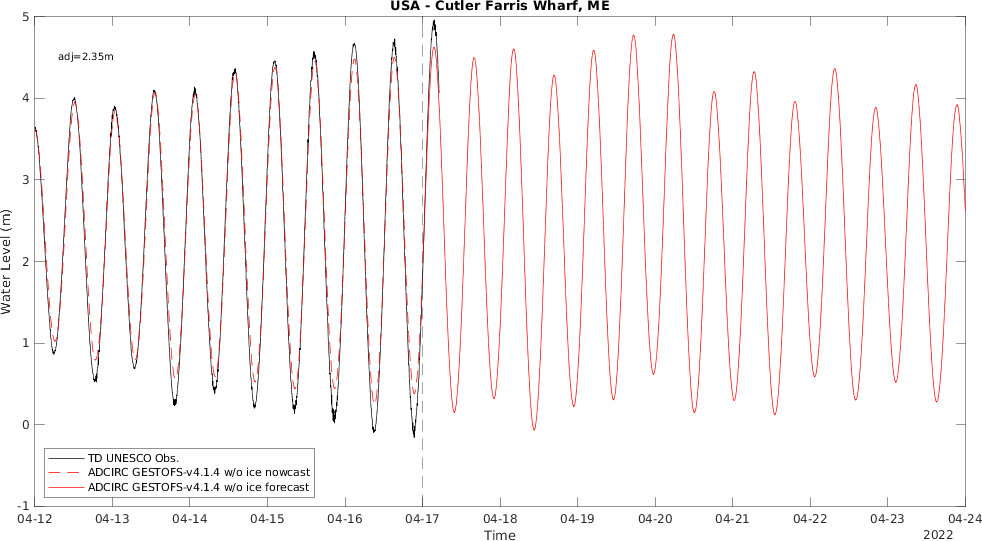 USA - Cutler Farris Wharf, ME
5
adj=2.35m
4
3
2
1
0
-1
Water Level (m)
TD UNESCO Obs.
ADCIRC GESTOFS-v4.1.4 w/o ice nowcast
ADCIRC GESTOFS-v4.1.4 w/o ice forecast
04-12 04-13 04-14 04-15 04-16 04-17 04-18 04-19 04-20 04-21 04-22 04-23 04-24
Time
2022